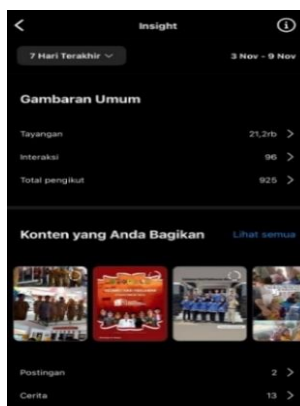 Insight
7 Hari Terakhir
3 Nov - 9 Nov
Gambaran Umum
Tayangan 21,2rb
Interaksi 96
Total pengikut 925
Konten yang Anda Bagikan Lihat semua
Postingan 2
Cerita 13